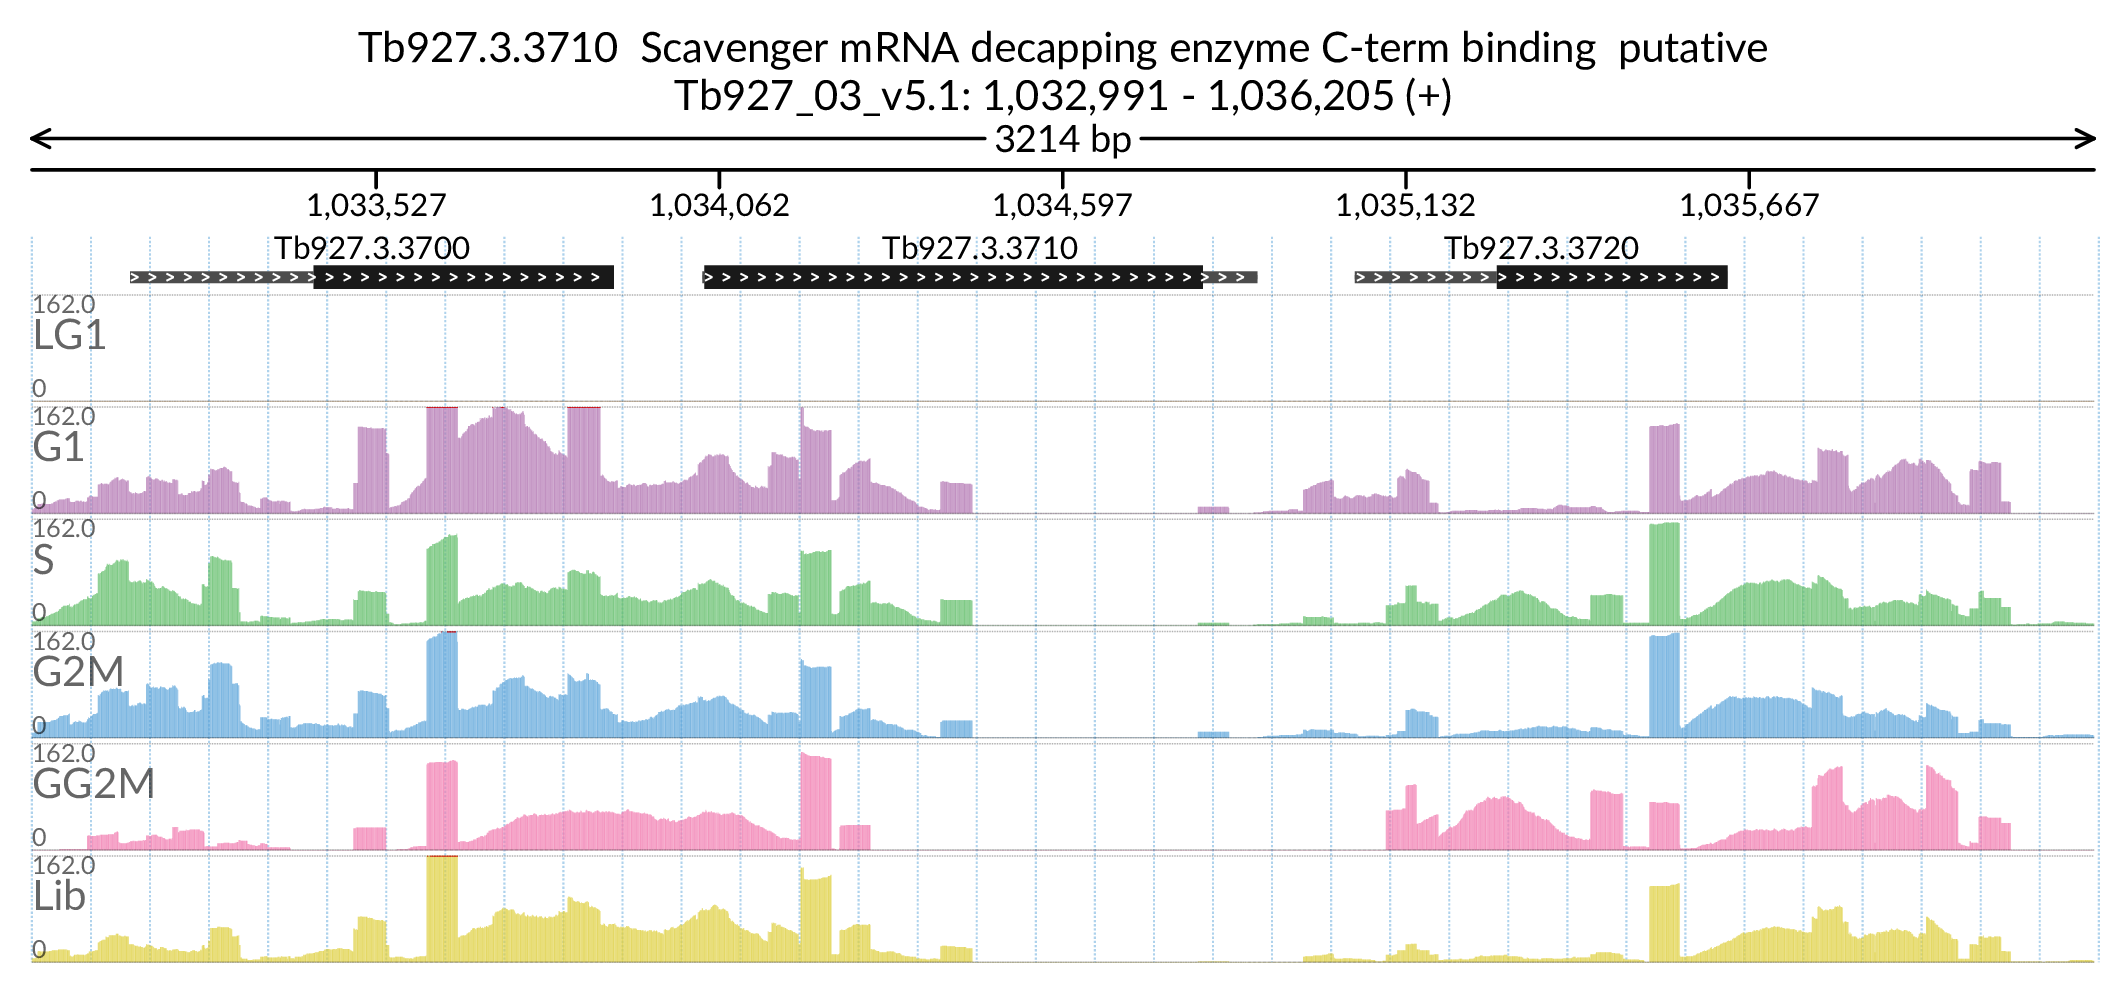 Tb927.3.3710 Scavenger mRNA decapping enzyme C-term binding putative
Tb927_03_v5.1: 1,032,991 - 1,036,205 (+)
3214 bp
1,033,527 1,034,062 1,034,597 1,035,132 1,035,667
Tb927.3.3700 Tb927.3.3710 Tb927.3.3720
162.0
LG1
0
162.0
G1
0
162.0
S
0
162.0
G2M
0
162.0
GG2M
0
162.0
Lib
0